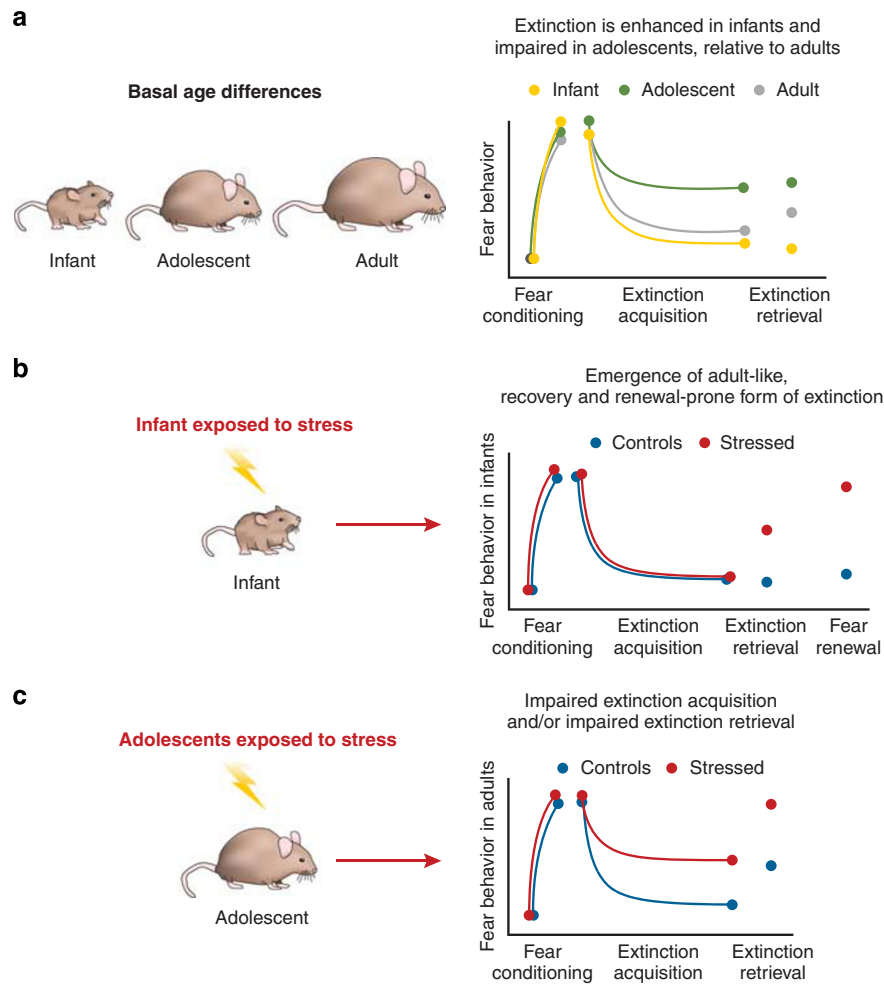 a
Extinction is enhanced in infants and
impaired in adolescents, relative to adults
Basal age differences
Infant
Adolescent
Adult
Infant Adolescent Adult
Fear behavior
Fear
conditioning
Extinction
acquisition
Extinction
retrieval
b
Emergence of adult-like,
recovery and renewal-prone form of extinction
Infant exposed to stress
Infant
Controls Stressed
Fear behavior in infants
Fear
conditioning
Extinction
acquisition
Extinction
retrieval
Fear
renewal
c
Impaired extinction acquisition
and/or impaired extinction retrieval
Adolescents exposed to stress
Adolescent
Controls Stressed
Fear behavior in adults
Fear
conditioning
Extinction
acquisition
Extinction
retrieval